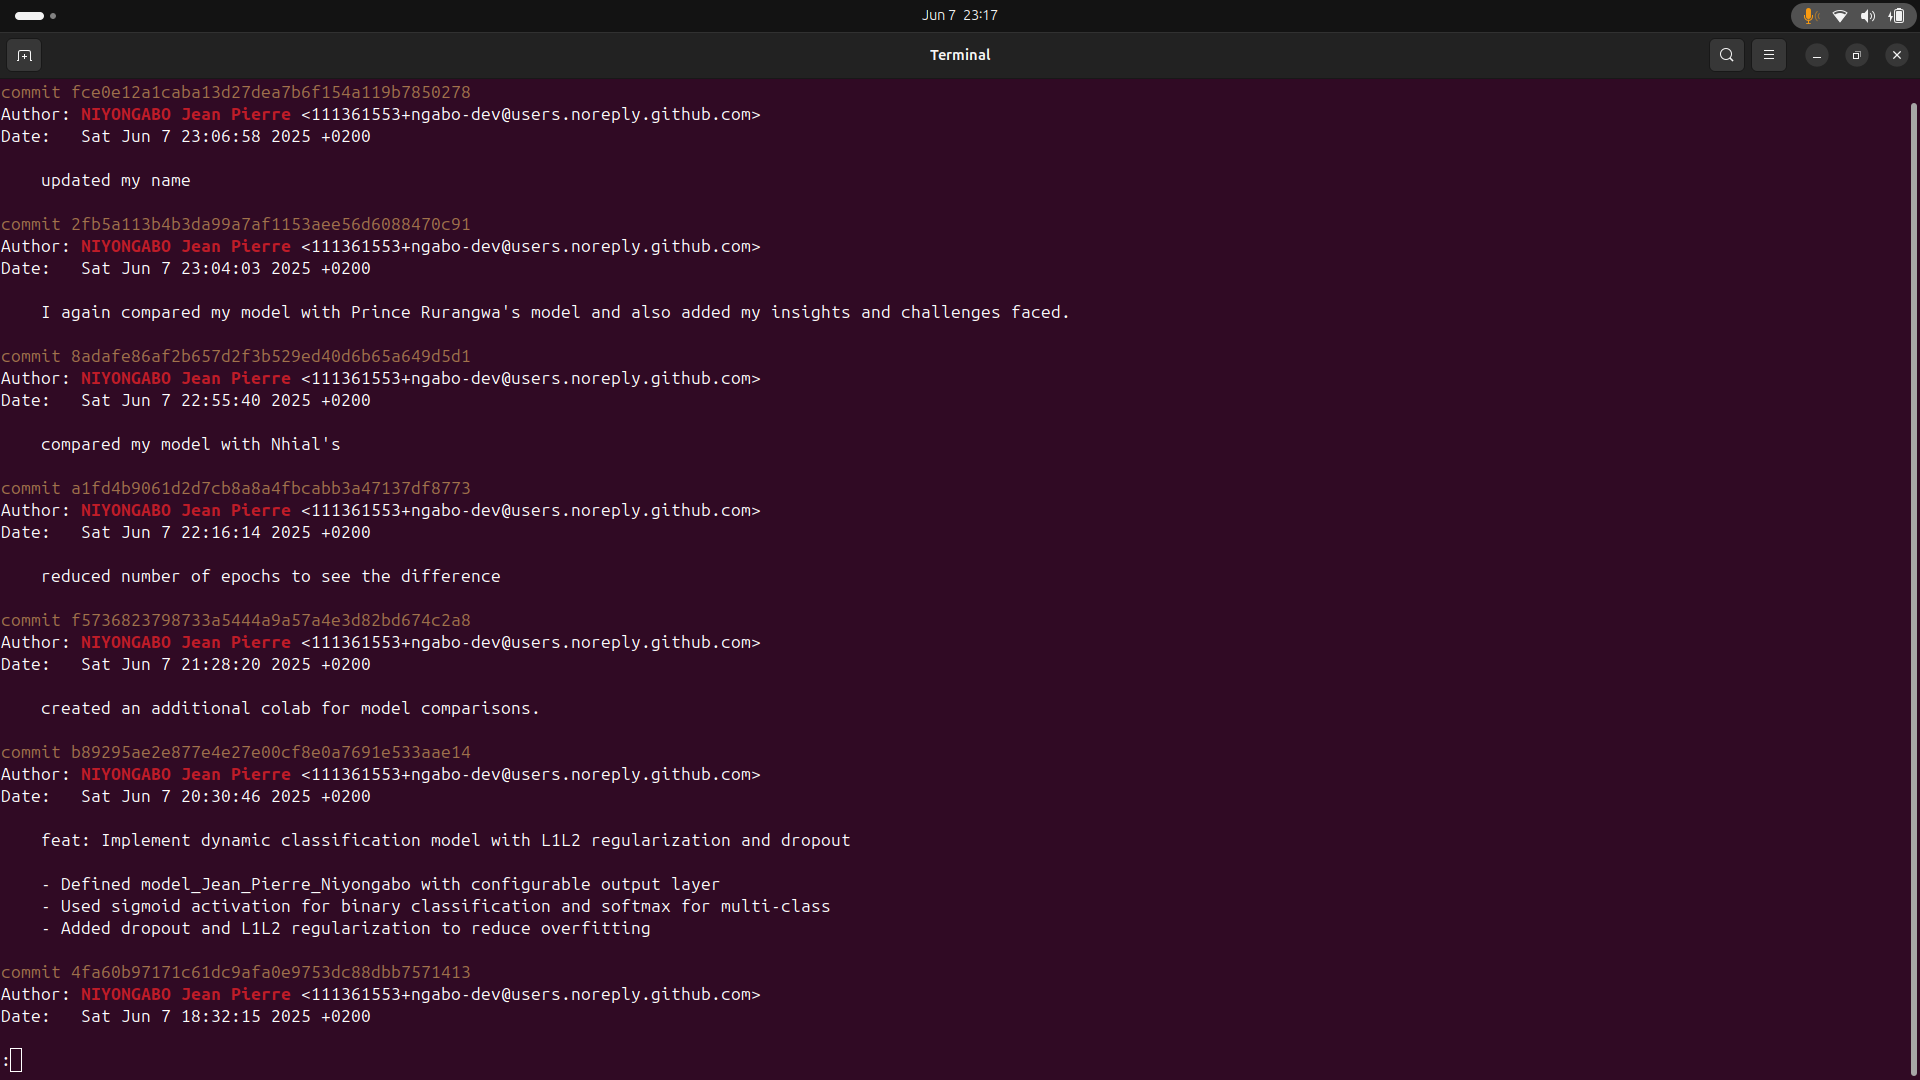 Jun 7 23:17
Terminal
commit fce0e12a1caba13d27dea7b6f154a119b7850278
Author: NIYONGABO Jean Pierre <111361553+ngabo-dev@users.noreply.github.com>
Date:   Sat Jun 7 23:06:58 2025 +0200
    updated my name
commit 2fb5a113b4b3da99a7af1153aee56d6088470c91
Author: NIYONGABO Jean Pierre <111361553+ngabo-dev@users.noreply.github.com>
Date:   Sat Jun 7 23:04:03 2025 +0200
    I again compared my model with Prince Rurangwa's model and also added my insights and challenges faced.
commit 8adafe86af2b657d2f3b529ed40d6b65a649d5d1
Author: NIYONGABO Jean Pierre <111361553+ngabo-dev@users.noreply.github.com>
Date:   Sat Jun 7 22:55:40 2025 +0200
    compared my model with Nhial's
commit a1fd4b9061d2d7cb8a8a4fbcabb3a47137df8773
Author: NIYONGABO Jean Pierre <111361553+ngabo-dev@users.noreply.github.com>
Date:   Sat Jun 7 22:16:14 2025 +0200
    reduced number of epochs to see the difference
commit f5736823798733a5444a9a57a4e3d82bd674c2a8
Author: NIYONGABO Jean Pierre <111361553+ngabo-dev@users.noreply.github.com>
Date:   Sat Jun 7 21:28:20 2025 +0200
    created an additional colab for model comparisons.
commit b89295ae2e877e4e27e00cf8e0a7691e533aae14
Author: NIYONGABO Jean Pierre <111361553+ngabo-dev@users.noreply.github.com>
Date:   Sat Jun 7 20:30:46 2025 +0200
    feat: Implement dynamic classification model with L1L2 regularization and dropout
    - Defined model_Jean_Pierre_Niyongabo with configurable output layer
    - Used sigmoid activation for binary classification and softmax for multi-class
    - Added dropout and L1L2 regularization to reduce overfitting
commit 4fa60b97171c61dc9afa0e9753dc88dbb7571413
Author: NIYONGABO Jean Pierre <111361553+ngabo-dev@users.noreply.github.com>
Date:   Sat Jun 7 18:32:15 2025 +0200
: